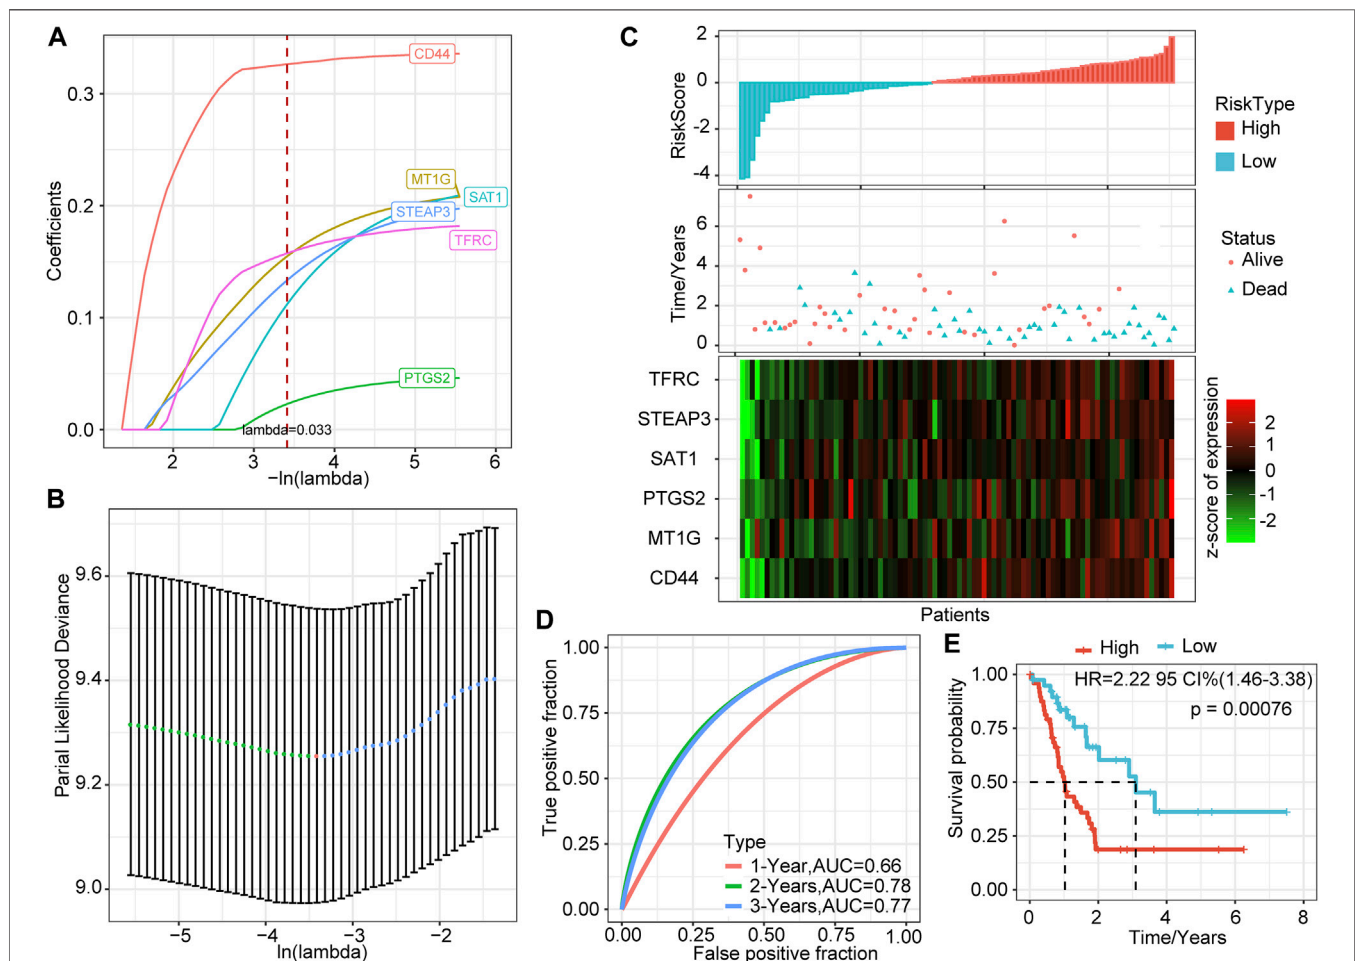 A
0.3
0.2
0.1
0.0
Coefficients
CD44
MT1G
SAT1
STEAP3
TFRC
PTGS2
lambda=0.033
2
3
4
5
6
−ln(lambda)
B
9.6
9.4
9.2
9.0
Parial Likelihood Deviance
−5
−4
−3
−2
ln(lambda)
C
2
0
-2
-4
RiskScore
RiskType
High
Low
6
4
2
0
Time/Years
Status
Alive
Dead
TFRC
STEAP3
SAT1
PTGS2
MT1G
CD44
Patients
z-score of expression
2
1
0
-1
-2
D
1.00
0.75
0.50
0.25
0.00
True positive fraction
Type
1-Year,AUC=0.66
2-Years,AUC=0.78
3-Years,AUC=0.77
0.00
0.25
0.50
0.75
1.00
False positive fraction
E
High
Low
HR=2.22 95 CI%(1.46-3.38)
p = 0.00076
1.00
0.75
0.50
0.25
0.00
Survival probability
0
2
4
6
8
Time/Years